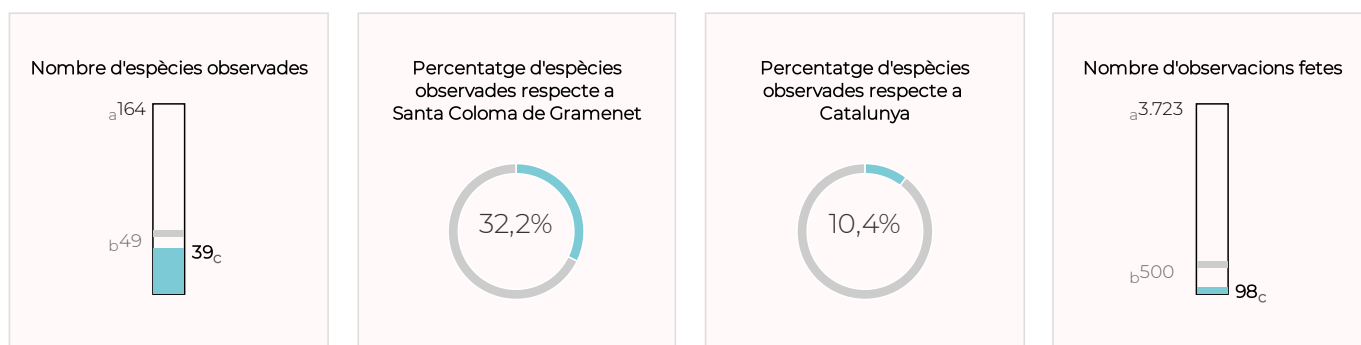 Nombre d'espècies observades
a164
b49
39c
Percentatge d'espècies
observades respecte a
Santa Coloma de Gramenet
32,2%
Percentatge d'espècies
observades respecte a
Catalunya
10,4%
Nombre d'observacions fetes
a3.723
b500
98c